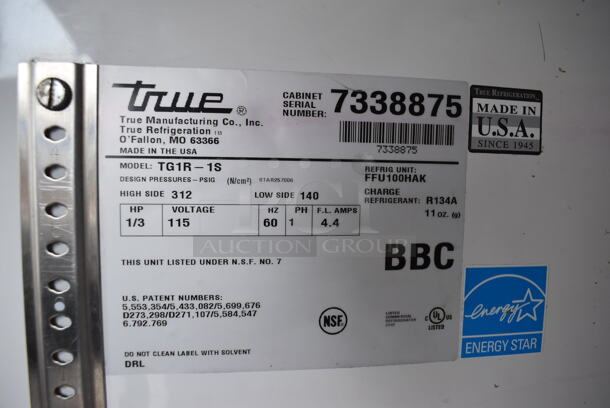 true ®
True Manufacturing Co., Inc.
True Refrigeration
O'Fallon, MO 63366
MADE IN THE USA
CABINET SERIAL NUMBER: 7338875
7338875
TRUE REFRIGERATION
MADE IN
U.S.A.
SINCE 1945
MODEL: TG1R-1S
DESIGN PRESSURES - PSIG (N/cm²)
HIGH SIDE 312 LOW SIDE 140
REFRIG UNIT:
FFU100HAK
CHARGE
REFRIGERANT: R134A
11 oz. (g)
HP VOLTAGE HZ PH F.L. AMPS
1/3 115 60 1 4.4
AUCTION GROUP
THIS UNIT LISTED UNDER N.S.F. NO. 7
BBC
U.S. PATENT NUMBERS:
5,553,354/5,433,082/5,699,676
D273,298/D271,107/5,584,547
6.792.769
NSF
UL
LISTED
energy
ENERGY STAR
DO NOT CLEAN LABEL WITH SOLVENT
DRL